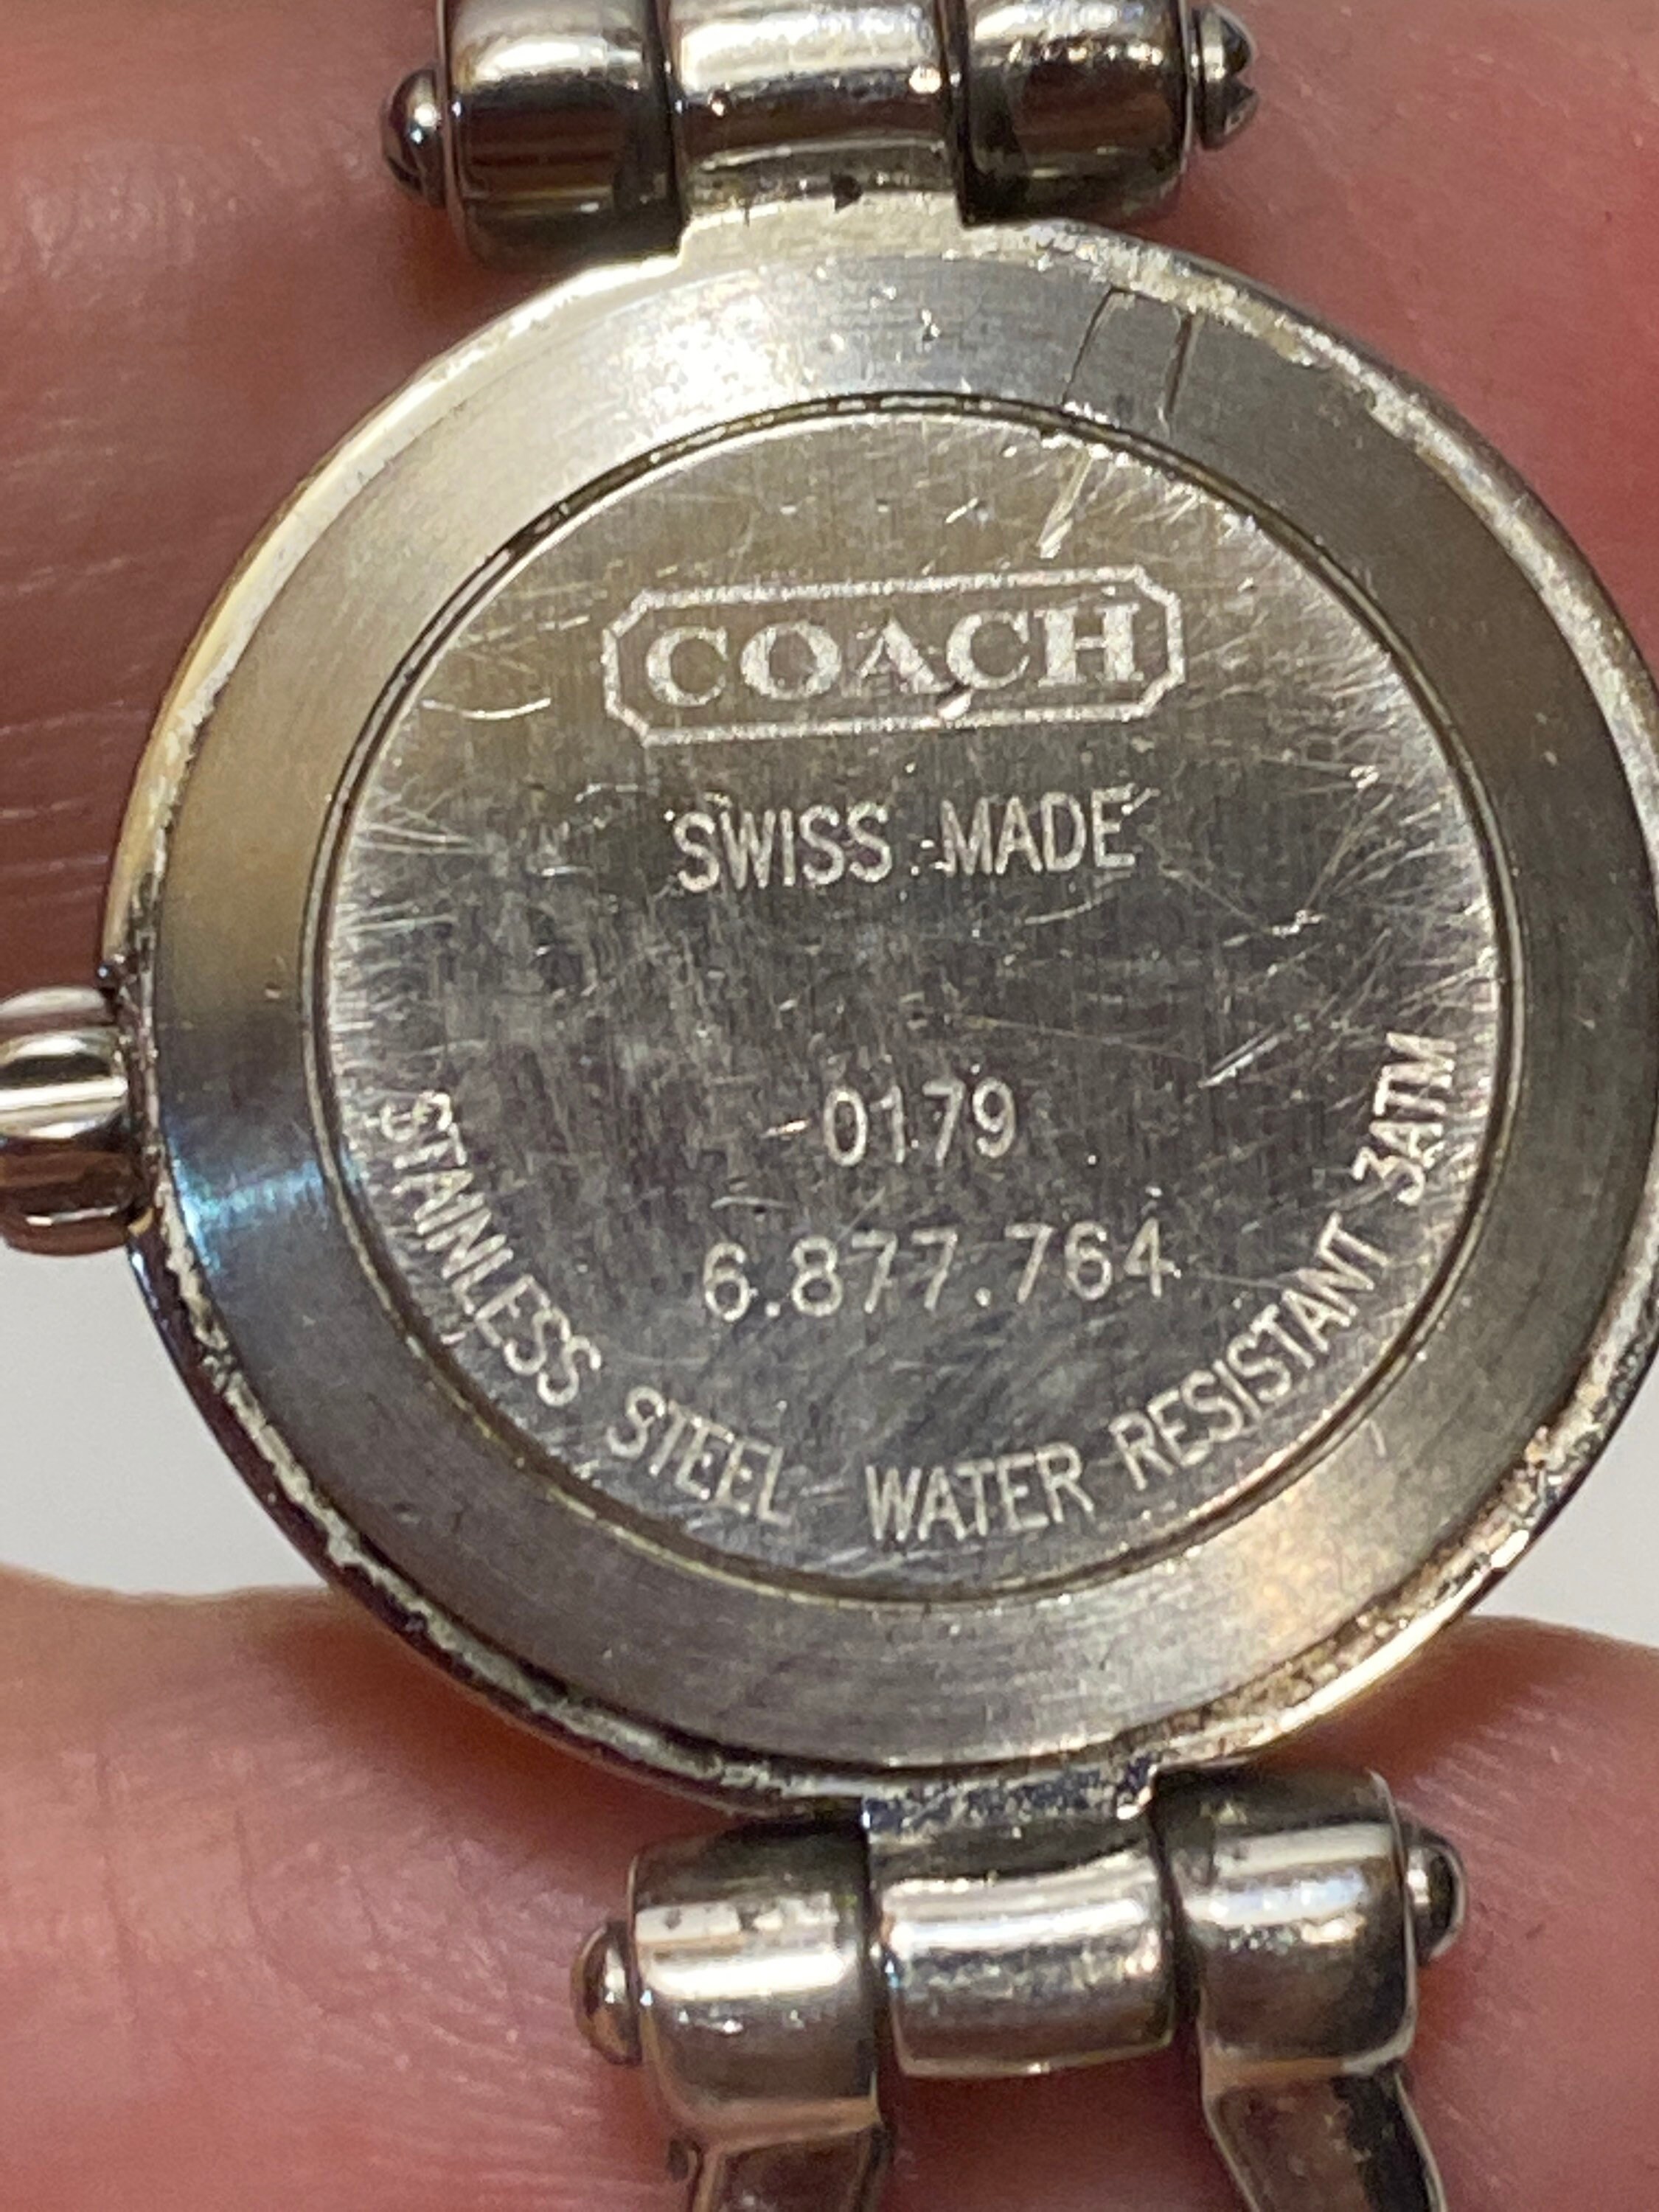 COACH
SWISS MADE
0179
6.877.764
STAINLESS STEEL WATER RESISTANT 3ATM